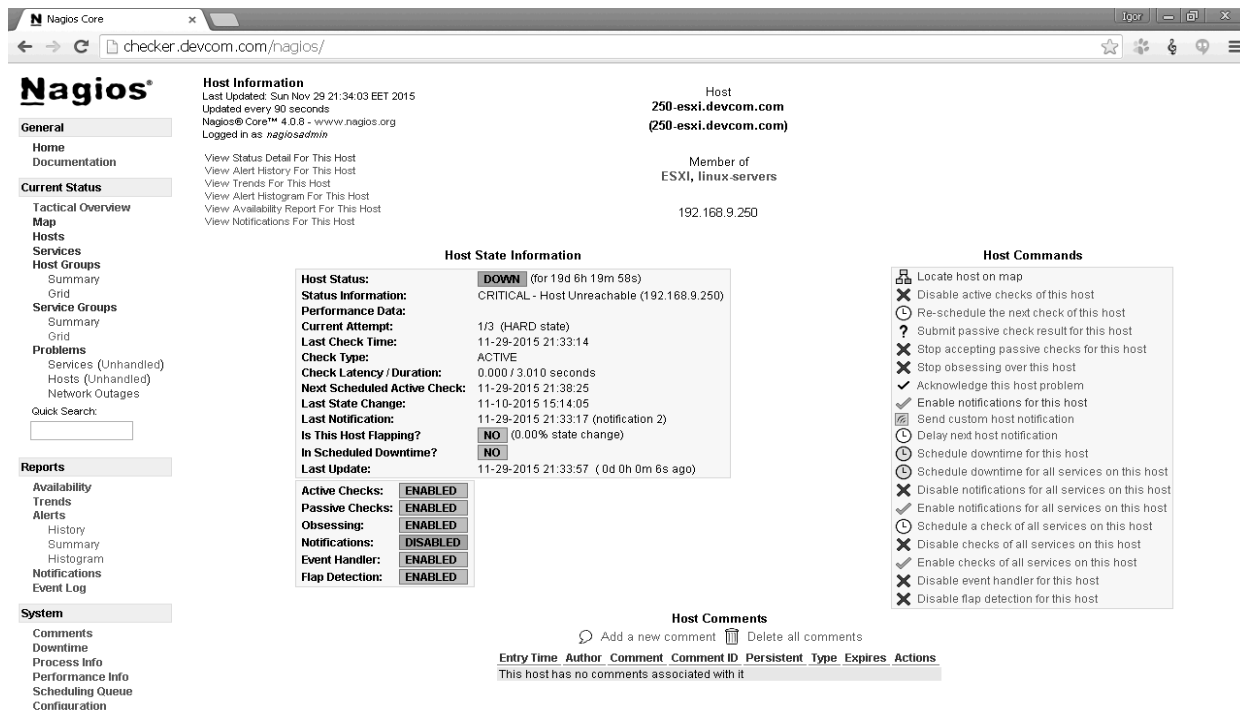 Nagios Core
Igor
checker.devcom.com/nagios/
Nagios®
General
Home
Documentation
Current Status
Tactical Overview
Map
Hosts
Services
Host Groups
Summary
Grid
Service Groups
Summary
Grid
Problems
Services (Unhandled)
Hosts (Unhandled)
Network Outages
Quick Search:
Reports
Availability
Trends
Alerts
History
Summary
Histogram
Notifications
Event Log
System
Comments
Downtime
Process Info
Performance Info
Scheduling Queue
Configuration
Host Information
Last Updated: Sun Nov 29 21:34:03 EET 2015
Updated every 90 seconds
Nagios® Core™ 4.0.8 - www.nagios.org
Logged in as nagiosadmin
View Status Detail For This Host
View Alert History For This Host
View Trends For This Host
View Alert Histogram For This Host
View Availability Report For This Host
View Notifications For This Host
Host
250-esxi.devcom.com
(250-esxi.devcom.com)
Member of
ESXI, linux-servers
192.168.9.250
Host State Information
Host Status: DOWN (for 19d 6h 19m 58s)
Status Information: CRITICAL - Host Unreachable (192.168.9.250)
Performance Data:
Current Attempt: 1/3 (HARD state)
Last Check Time: 11-29-2015 21:33:14
Check Type: ACTIVE
Check Latency / Duration: 0.000 / 3.010 seconds
Next Scheduled Active Check: 11-29-2015 21:38:25
Last State Change: 11-10-2015 15:14:05
Last Notification: 11-29-2015 21:33:17 (notification 2)
Is This Host Flapping? NO (0.00% state change)
In Scheduled Downtime? NO
Last Update: 11-29-2015 21:33:57 ( 0d 0h 0m 6s ago)
Active Checks: ENABLED
Passive Checks: ENABLED
Obsessing: ENABLED
Notifications: DISABLED
Event Handler: ENABLED
Flap Detection: ENABLED
Host Commands
Locate host on map
Disable active checks of this host
Re-schedule the next check of this host
Submit passive check result for this host
Stop accepting passive checks for this host
Stop obsessing over this host
Acknowledge this host problem
Enable notifications for this host
Send custom host notification
Delay next host notification
Schedule downtime for this host
Schedule downtime for all services on this host
Disable notifications for all services on this host
Enable notifications for all services on this host
Schedule a check of all services on this host
Disable checks of all services on this host
Enable checks of all services on this host
Disable event handler for this host
Disable flap detection for this host
Host Comments
Add a new comment Delete all comments
Entry Time Author Comment Comment ID Persistent Type Expires Actions
This host has no comments associated with it